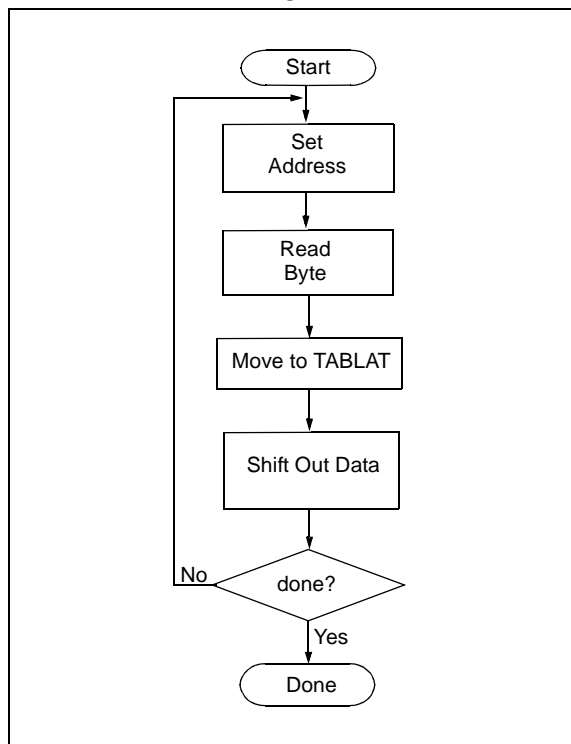 Start
Set
Address
Read
Byte
Move to TABLAT
Shift Out Data
No
done?
Yes
Done